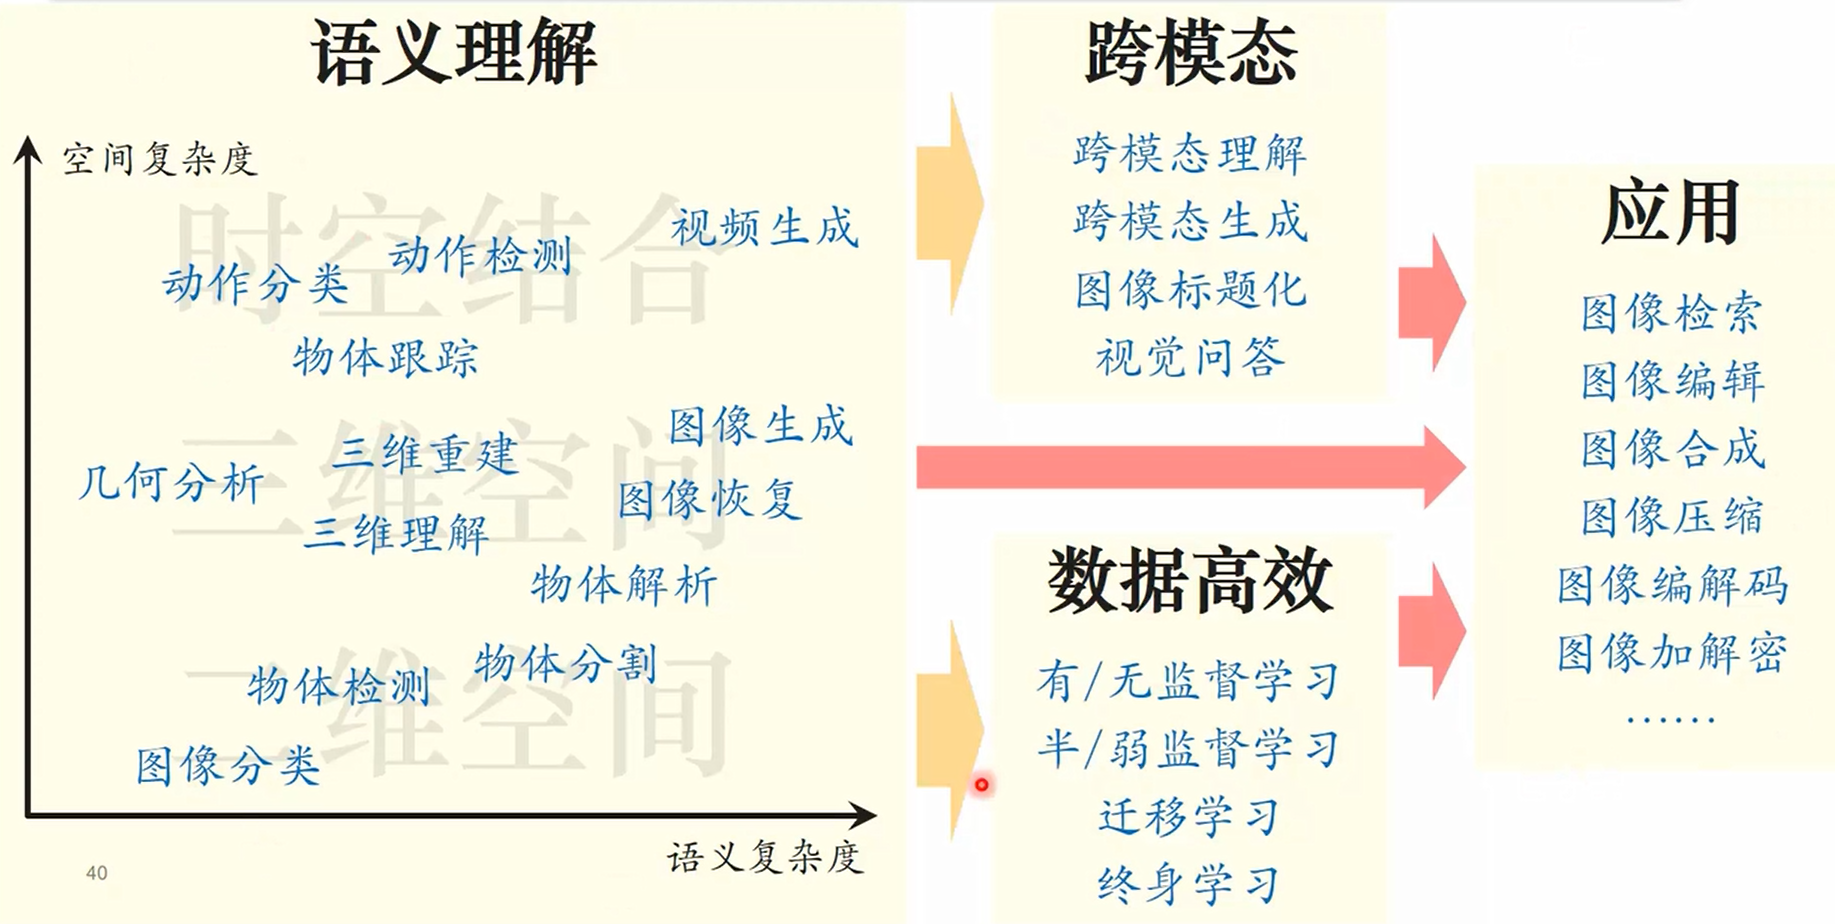 语义理解
空间复杂度
时空结合
视频生成
动作检测
动作分类
物体跟踪
三维空间
图像生成
三维重建
几何分析
图像恢复
三维理解
物体解析
二维空间
物体分割
物体检测
图像分类
语义复杂度
40
跨模态
跨模态理解
跨模态生成
图像标题化
视觉问答
数据高效
有/无监督学习
半/弱监督学习
迁移学习
终身学习
应用
图像检索
图像编辑
图像合成
图像压缩
图像编解码
图像加解密
······